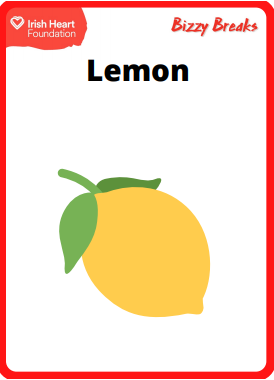 Irish Heart
Foundation
Bizzy Breaks
Lemon